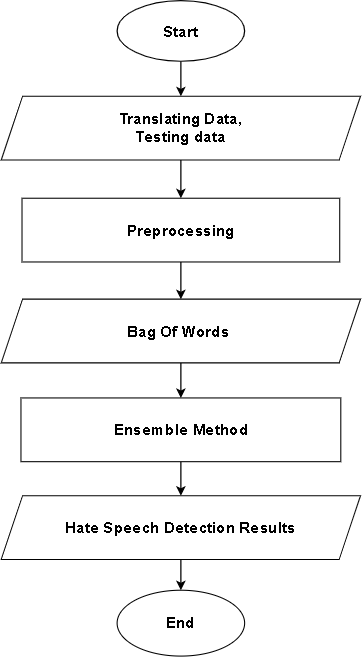 Start
Translating Data,
Testing data
Preprocessing
Bag Of Words
Ensemble Method
Hate Speech Detection Results
End